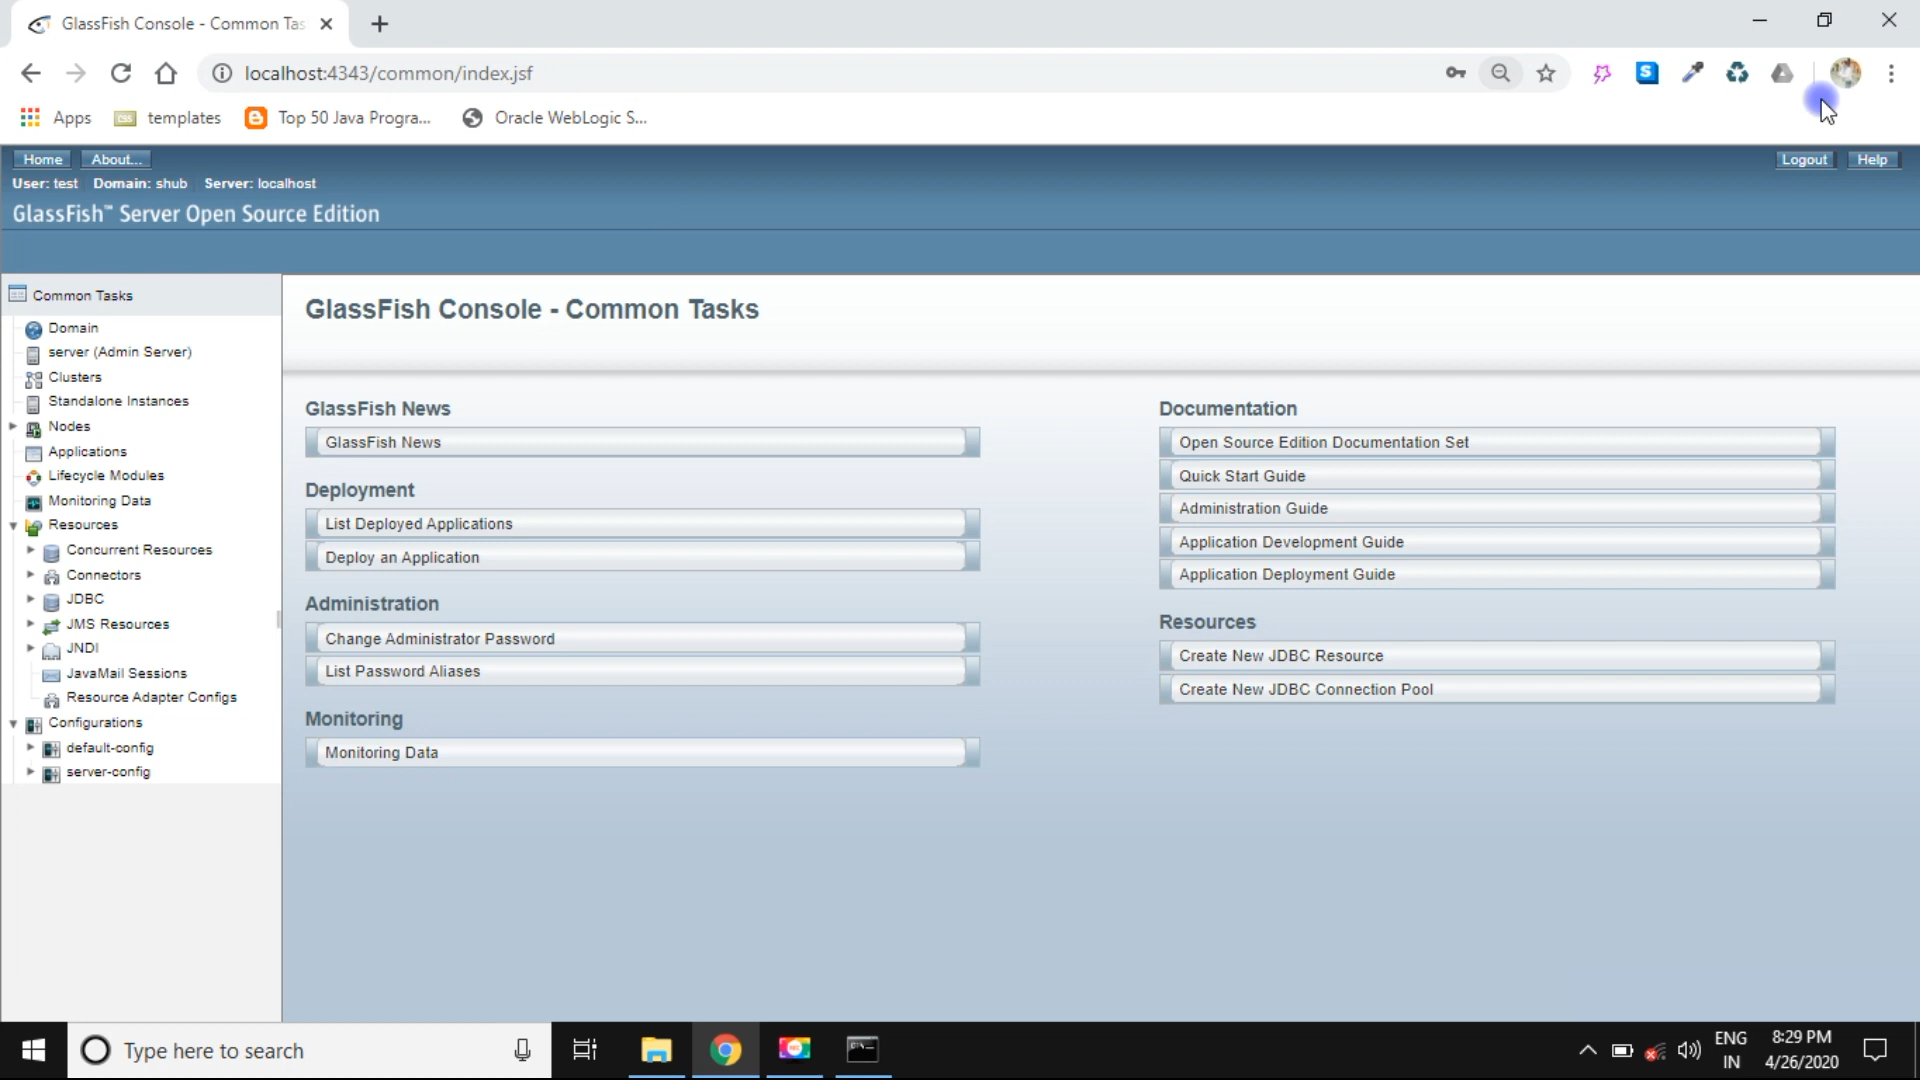 GlassFish Console - Common Tas
localhost:4343/common/index.jsf
Apps
templates
Top 50 Java Progra...
Oracle WebLogic S...
Home
About...
Logout
Help
User: test Domain: shub Server: localhost
GlassFish™ Server Open Source Edition
Common Tasks
Domain
server (Admin Server)
Clusters
Standalone Instances
Nodes
Applications
Lifecycle Modules
Monitoring Data
Resources
Concurrent Resources
Connectors
JDBC
JMS Resources
JNDI
JavaMail Sessions
Resource Adapter Configs
Configurations
default-config
server-config
GlassFish Console - Common Tasks
GlassFish News
GlassFish News
Deployment
List Deployed Applications
Deploy an Application
Administration
Change Administrator Password
List Password Aliases
Monitoring
Monitoring Data
Documentation
Open Source Edition Documentation Set
Quick Start Guide
Administration Guide
Application Development Guide
Application Deployment Guide
Resources
Create New JDBC Resource
Create New JDBC Connection Pool
Type here to search
ENG
IN
8:29 PM
4/26/2020